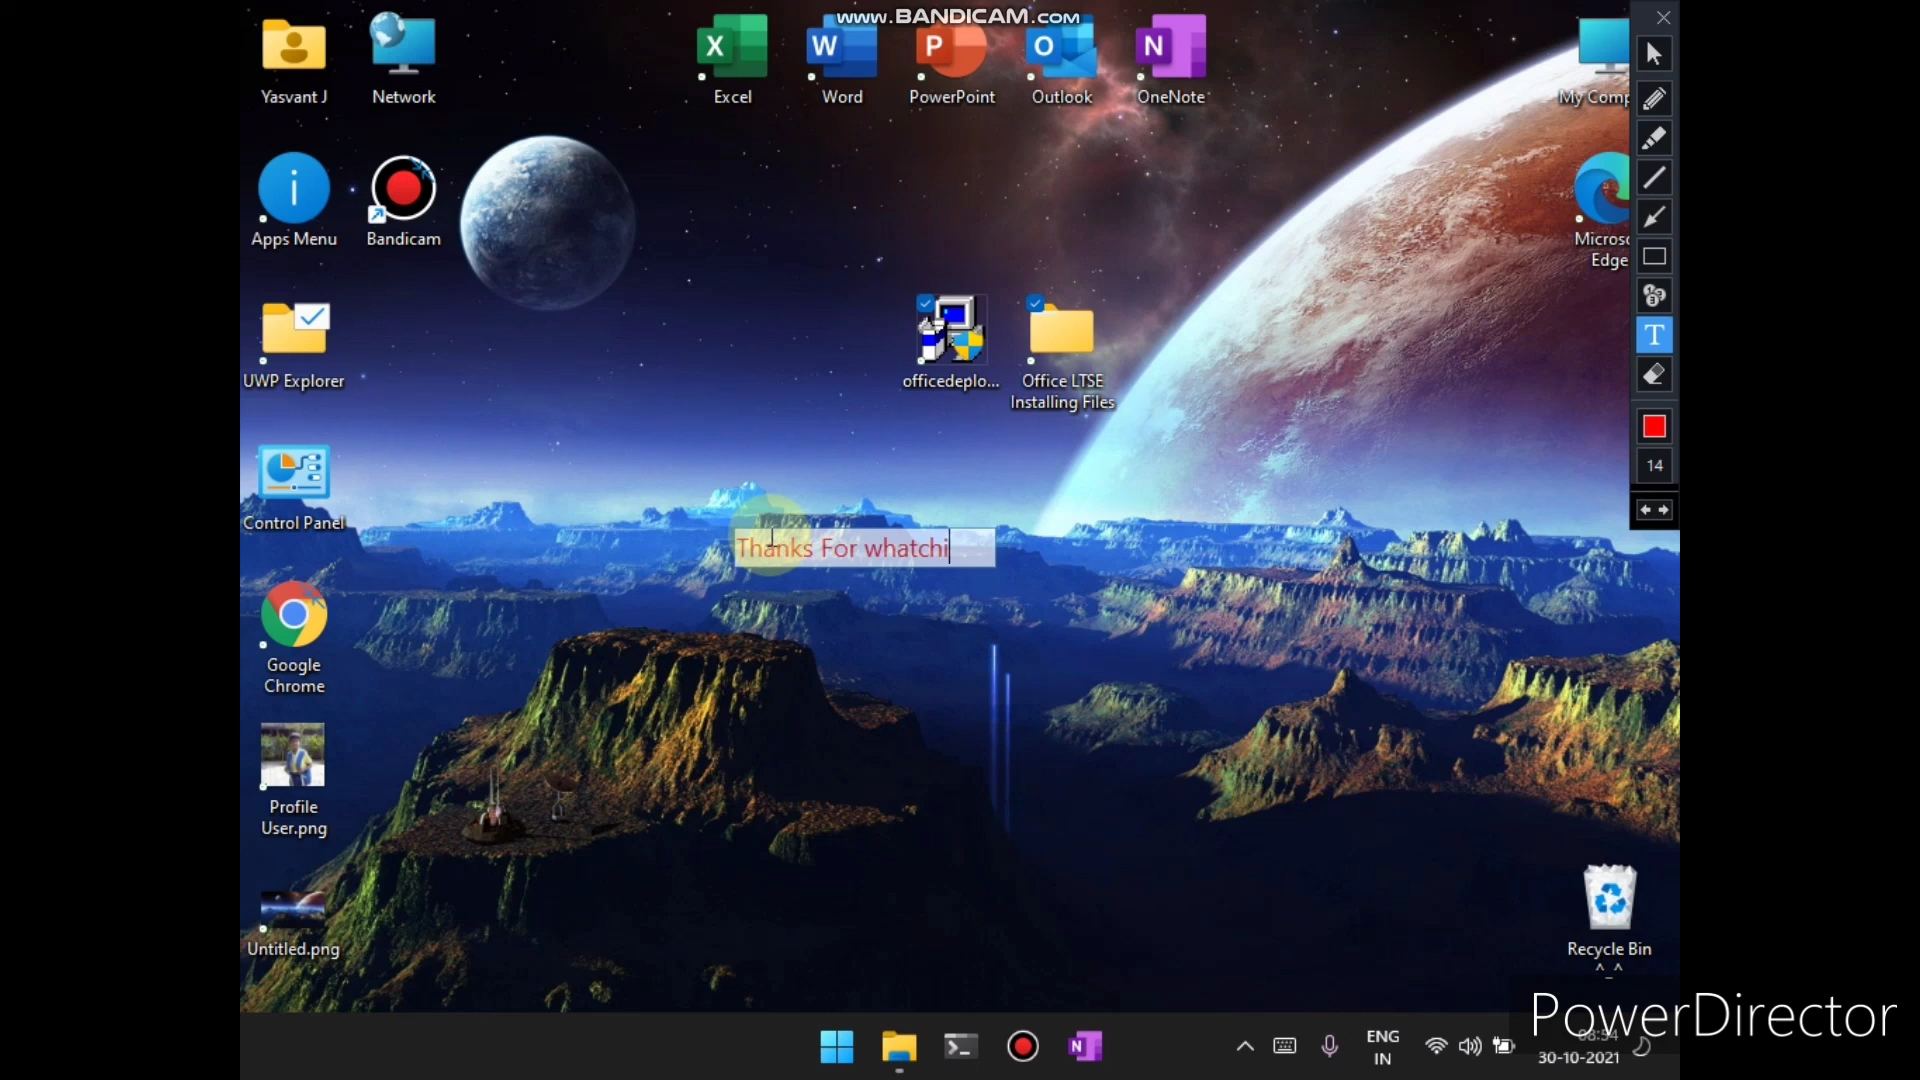 www.BANDICAM.com
Yasvant J
Network
X
Excel
W
Word
P
PowerPoint
O
Outlook
N
OneNote
My Comp
i
Apps Menu
Bandicam
Micros
Edge
UWP Explorer
officedeplo...
Office LTSE
Installing Files
T
14
Control Panel
Thanks For whatchi
Google
Chrome
Profile
User.png
Untitled.png
Recycle Bin
^_^
PowerDirector
N
ENG
IN
08:54
30-10-2021